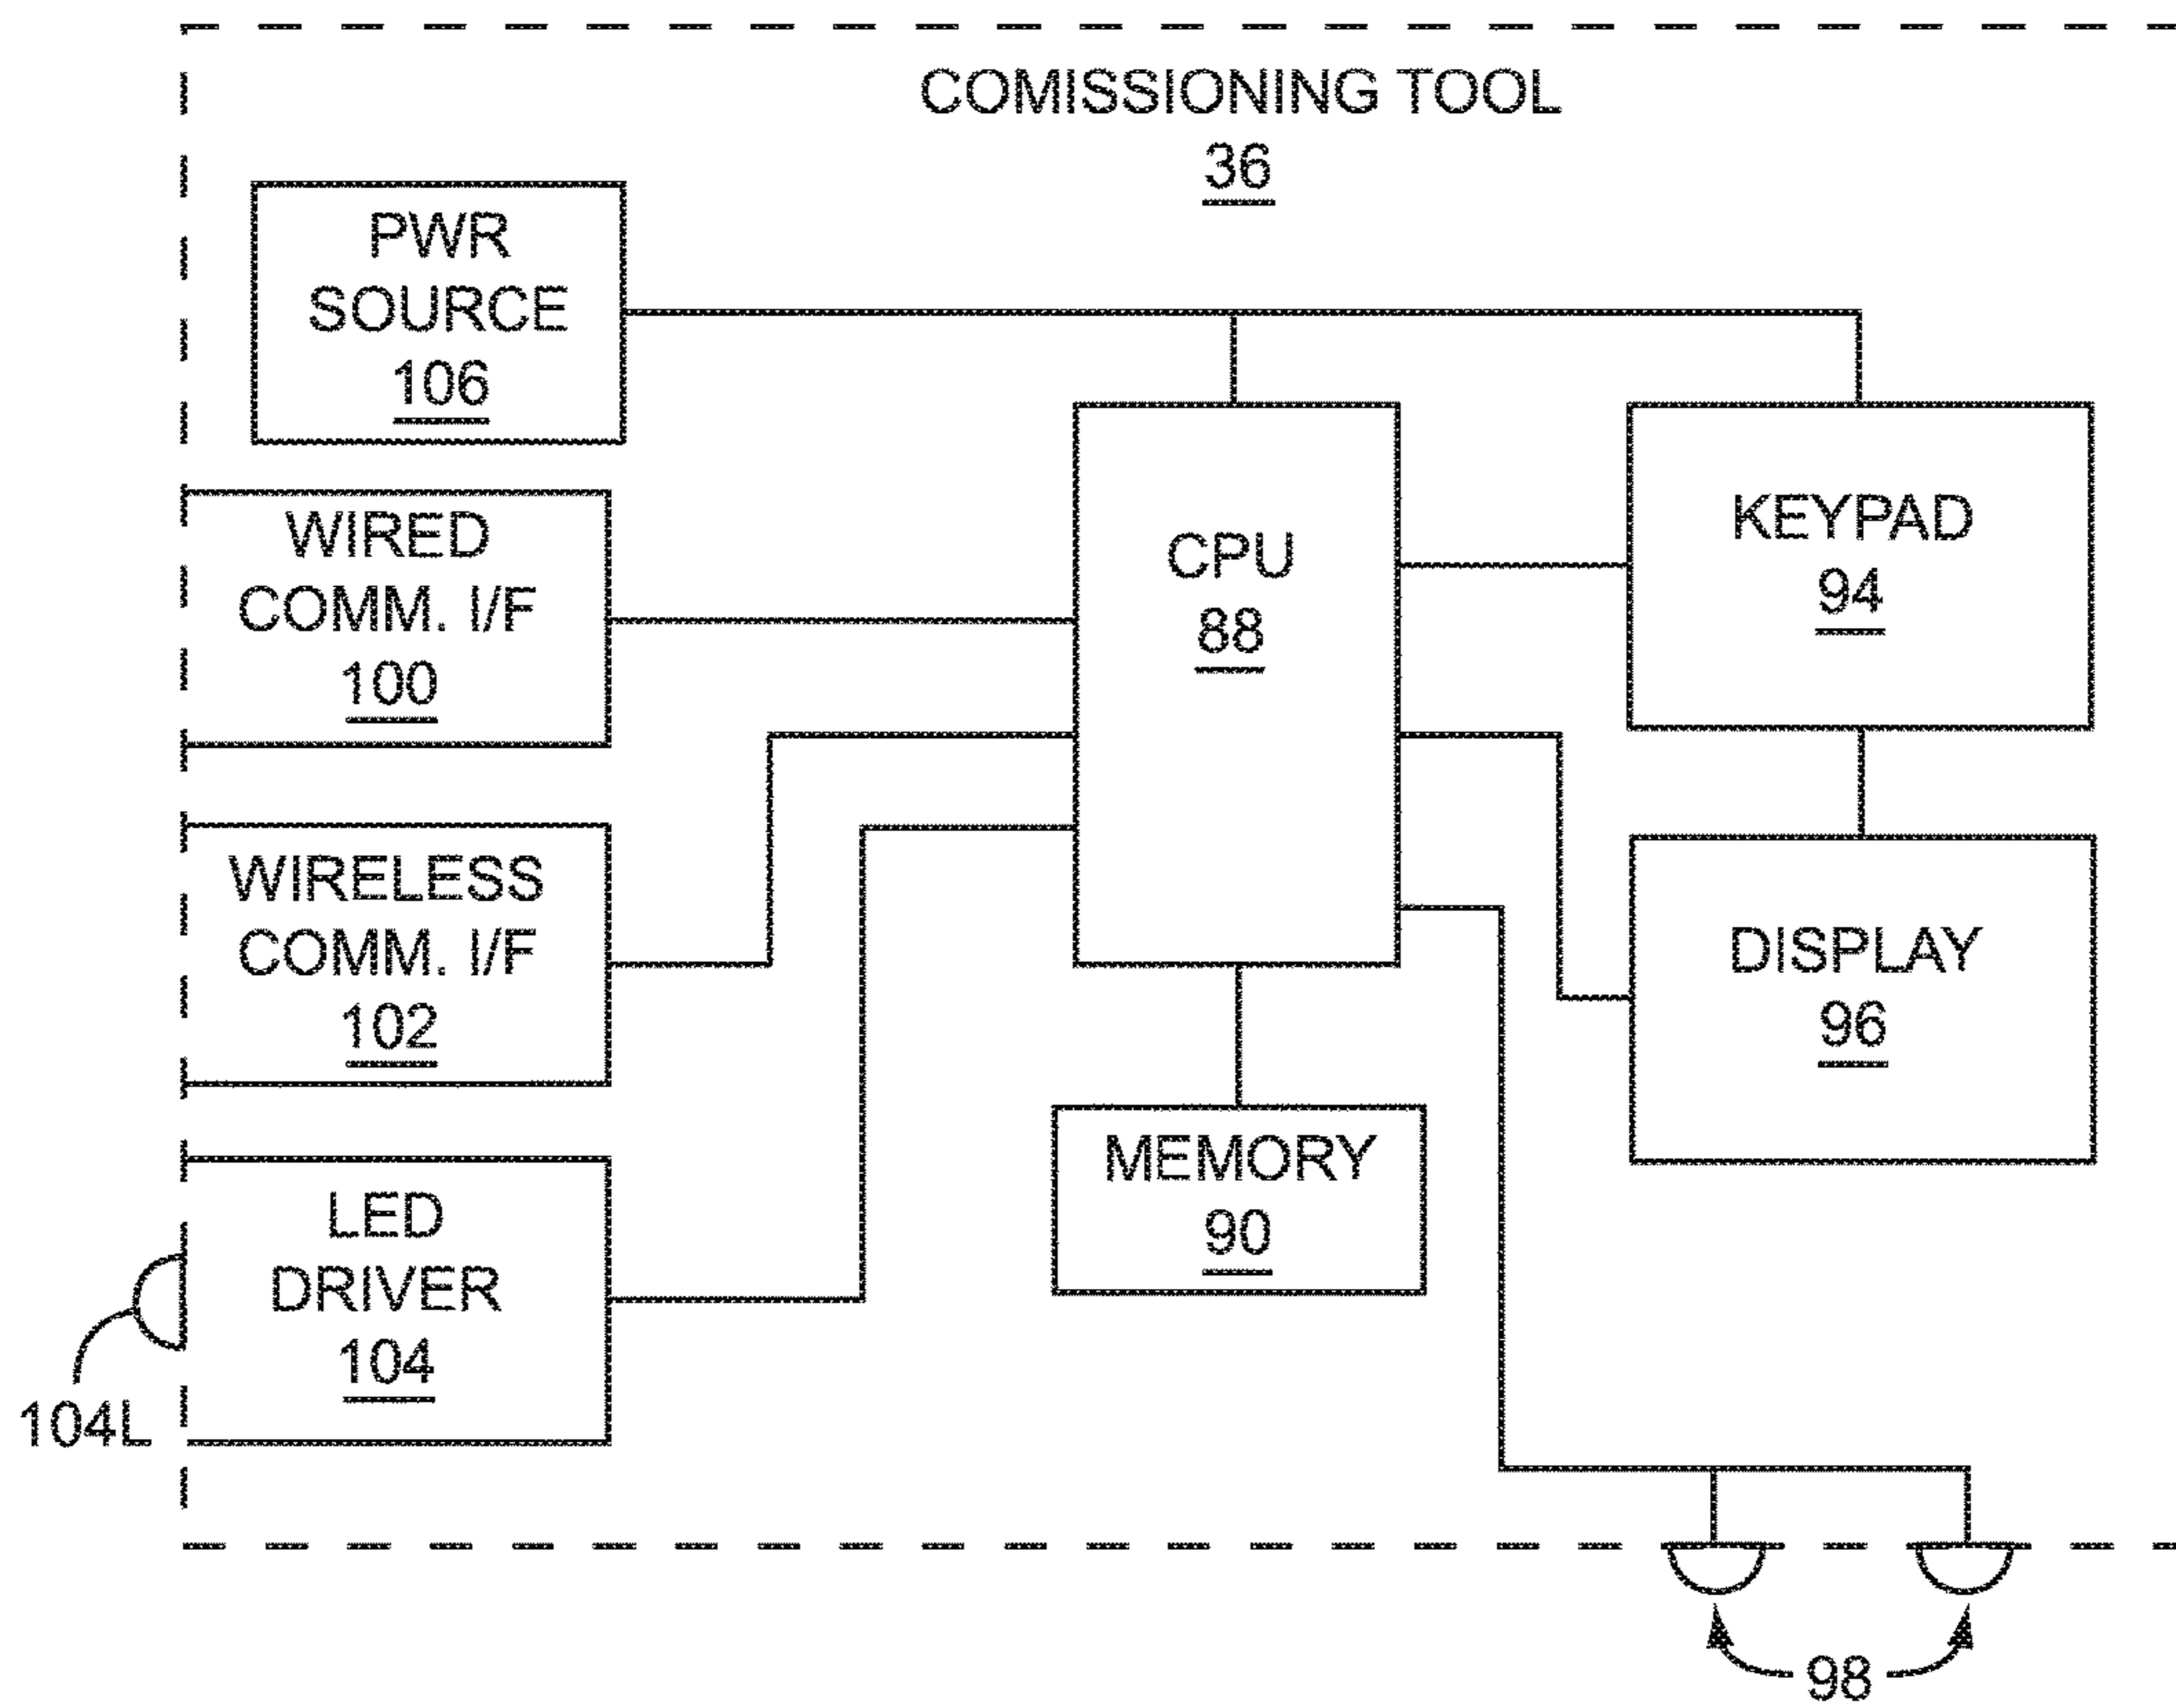 COMISSIONING TOOL
36
PWR
SOURCE
106
WIRED
COMM. I/F
100
CPU
88
KEYPAD
94
WIRELESS
COMM. I/F
102
DISPLAY
96
MEMORY
90
LED
DRIVER
104
104L
98